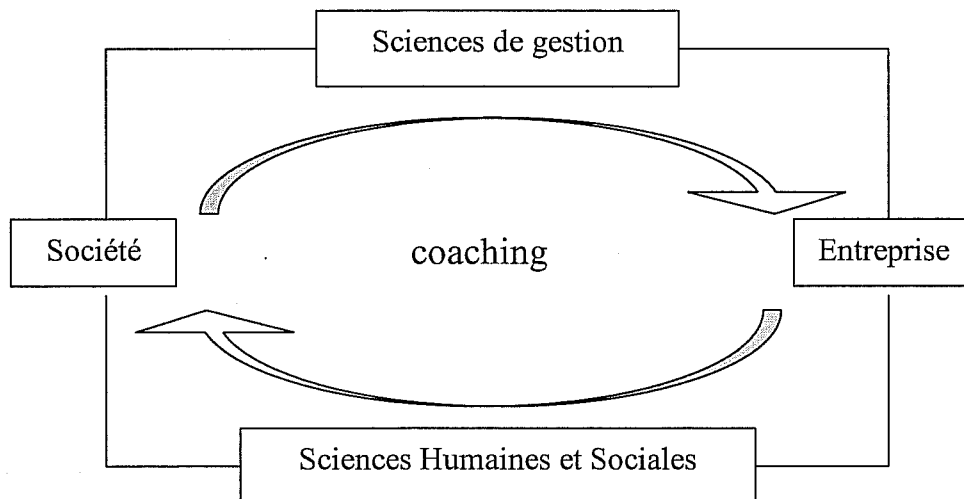 Sciences de gestion
Société
coaching
Entreprise
Sciences Humaines et Sociales